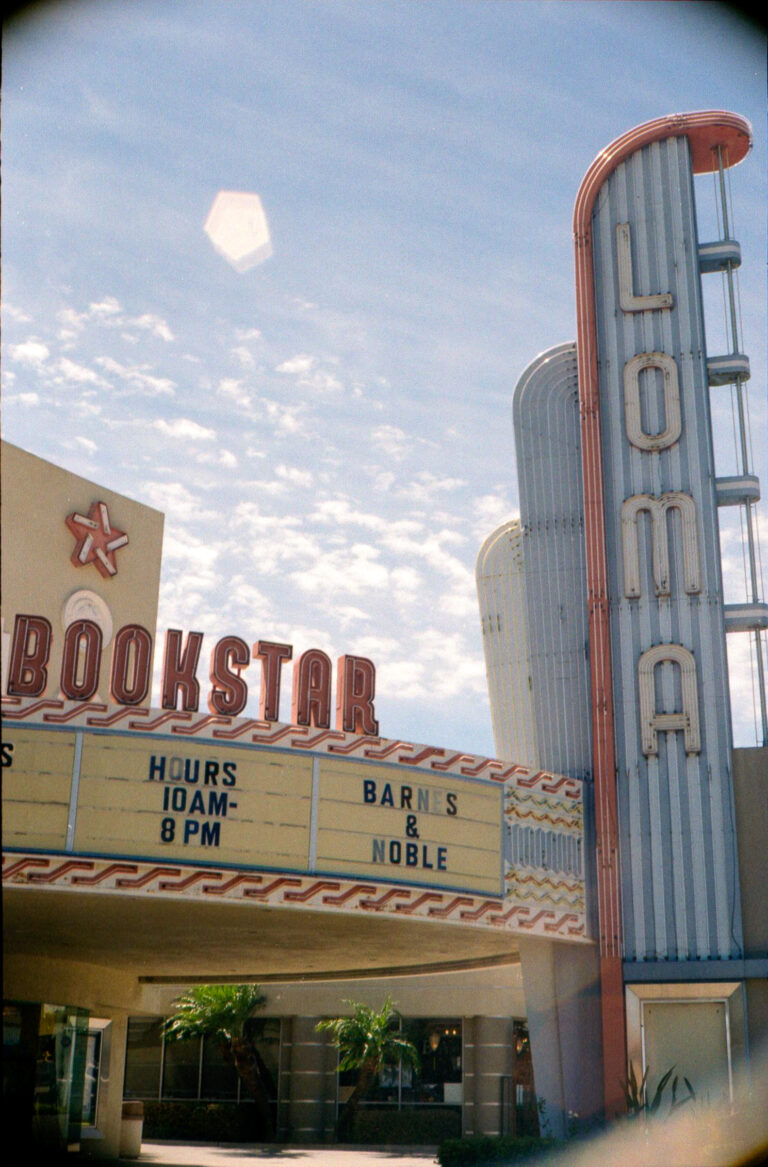 BOOKSTAR
S
HOURS
10AM-
8 PM
BARNES
&
NOBLE
LOMA